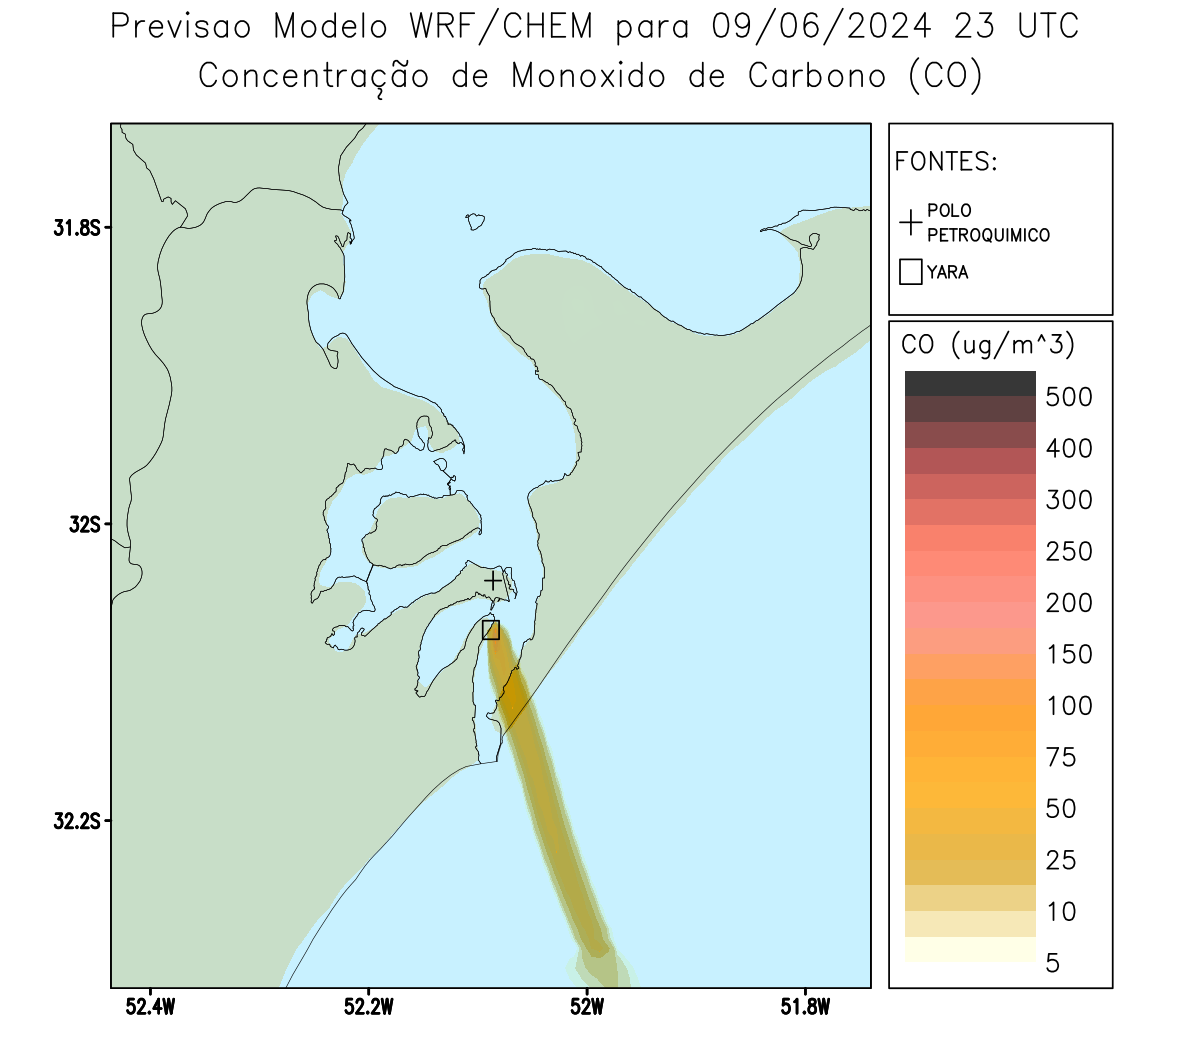 Previsao Modelo WRF/CHEM para 09/06/2024 23 UTC
Concentração de Monoxido de Carbono (CO)
FONTES:
POLO
PETROQUIMICO
YARA
CO (ug/m^3)
500
400
300
250
200
150
100
75
50
25
10
5
31.8S
32S
32.2S
52.4W
52.2W
52W
51.8W